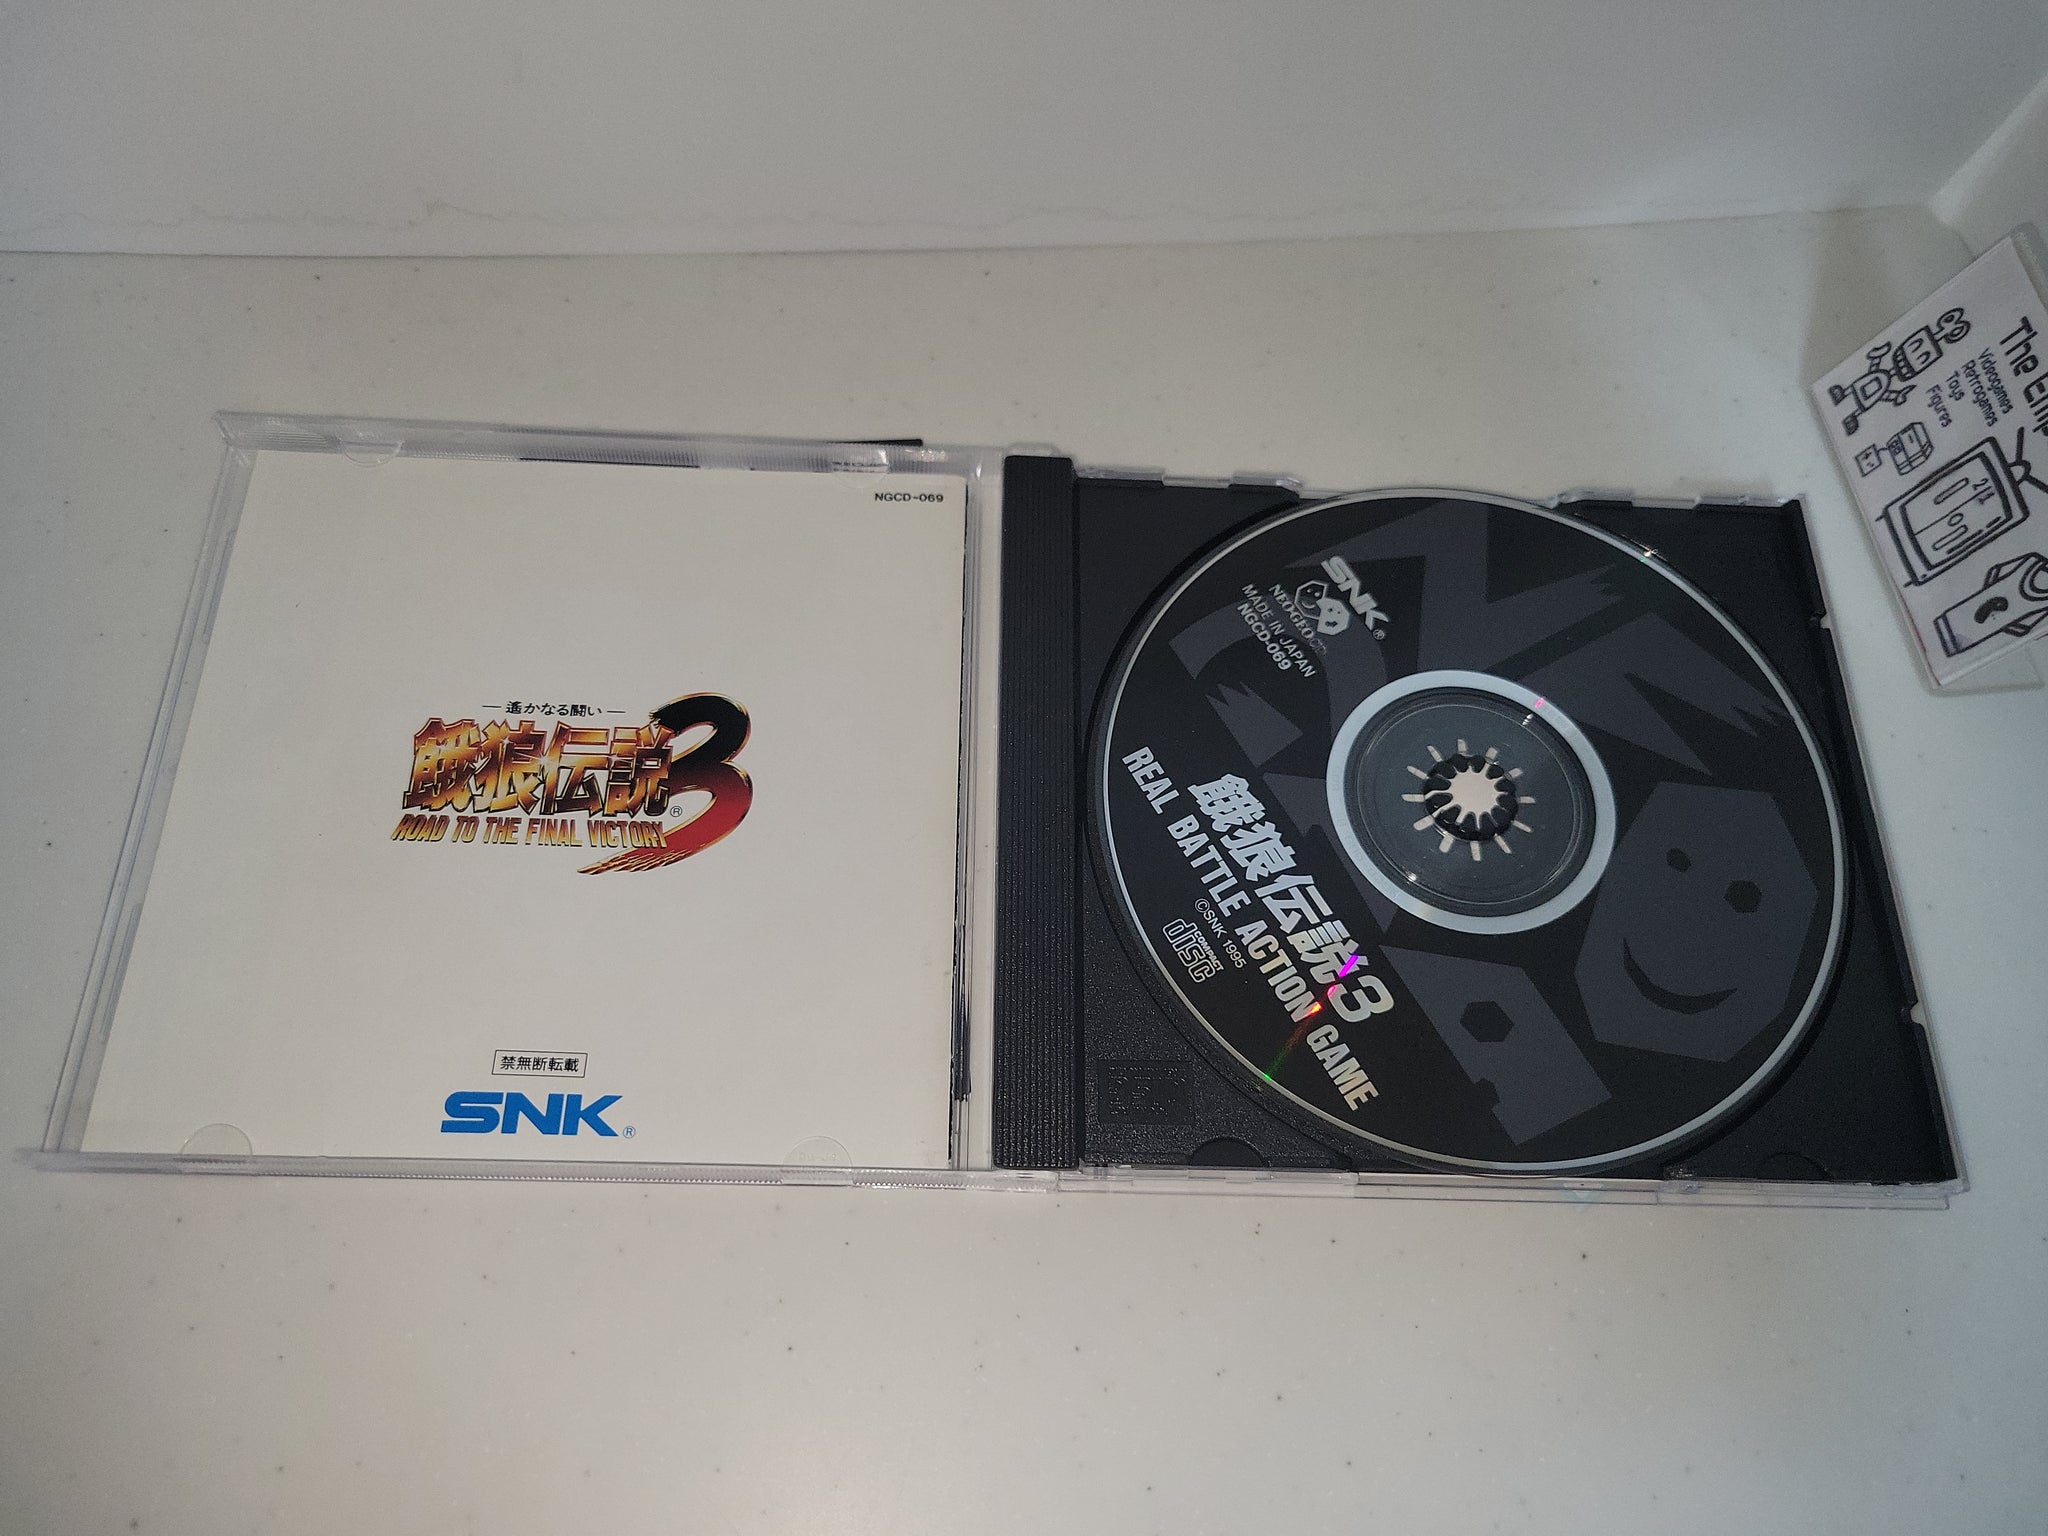 NGCD-069
—遙かなる闘い—
餓狼伝説3®
ROAD TO THE FINAL VICTORY
禁無断転載
SNK®
SNK®
NEOGEO CD
MADE IN JAPAN
NGCD-069
餓狼伝説3
REAL BATTLE ACTION GAME
©SNK 1995
COMPACT
disc
The
Videogames
Retrogames
Toys
Figures